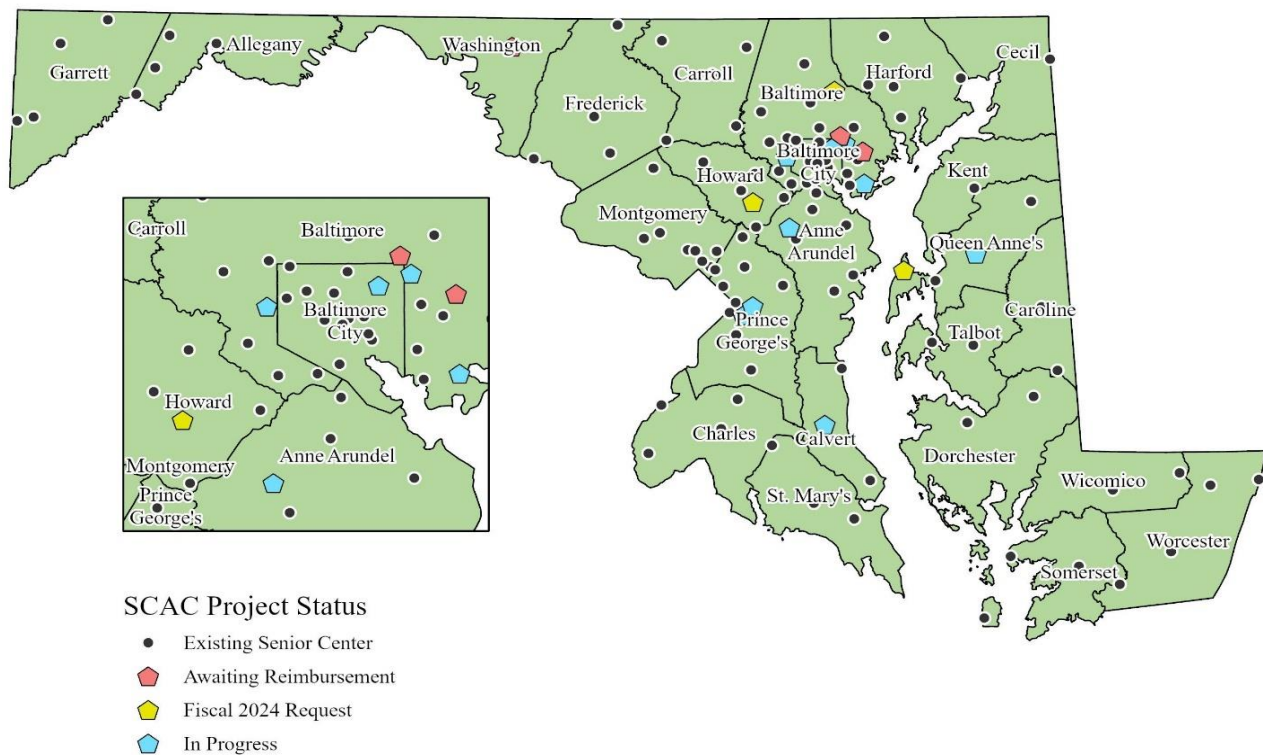 Garrett
Allegany
Washington
Frederick
Carroll
Baltimore
Harford
Cecil
Baltimore
City
Howard
Montgomery
Kent
Anne
Arundel
Queen Anne's
Prince
George's
Caroline
Talbot
Charles
Calvert
St. Mary's
Dorchester
Wicomico
Worcester
Somerset
Carroll
Baltimore
Baltimore
City
Howard
Montgomery
Anne Arundel
Prince
George's
SCAC Project Status
Existing Senior Center
Awaiting Reimbursement
Fiscal 2024 Request
In Progress